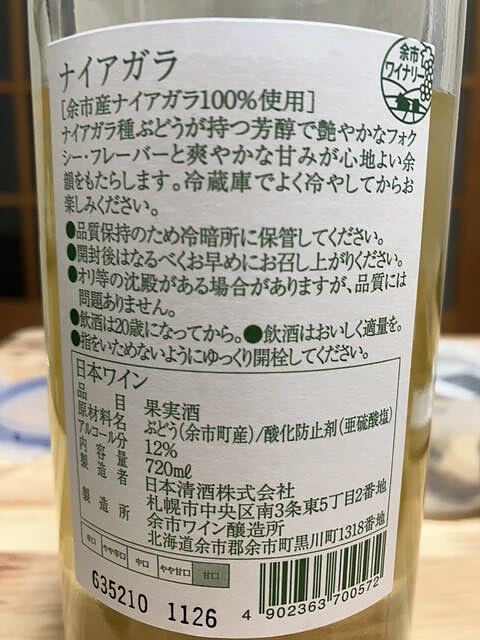 ナイアガラ
余市
ワイナリー
[余市産ナイアガラ100%使用]
ナイアガラ種ぶどうが持つ芳醇で艶やかなフォク
シー・フレーバーと爽やかな甘みが心地よい余
韻をもたらします。冷蔵庫でよく冷やしてからお
楽しみください。
●品質保持のため冷暗所に保管してください。
●開封後はなるべくお早めにお召し上がりください。
●オリ等の沈殿がある場合がありますが、品質には
問題ありません。
●飲酒は20歳になってから。●飲酒はおいしく適量を。
●指をいためないようにゆっくり開栓してください。
日本ワイン
品目 果実酒
原材料名 ぶどう(余市町産)/酸化防止剤(亜硫酸塩)
アルコール分 12%
内容量 720mℓ
製造者 日本清酒株式会社
札幌市中央区南3条東5丁目2番地
製造所 余市ワイン醸造所
北海道余市郡余市町黒川町1318番地
辛口 やや辛口 中口 やや甘口 甘口
635210 1126
4 902363 700572